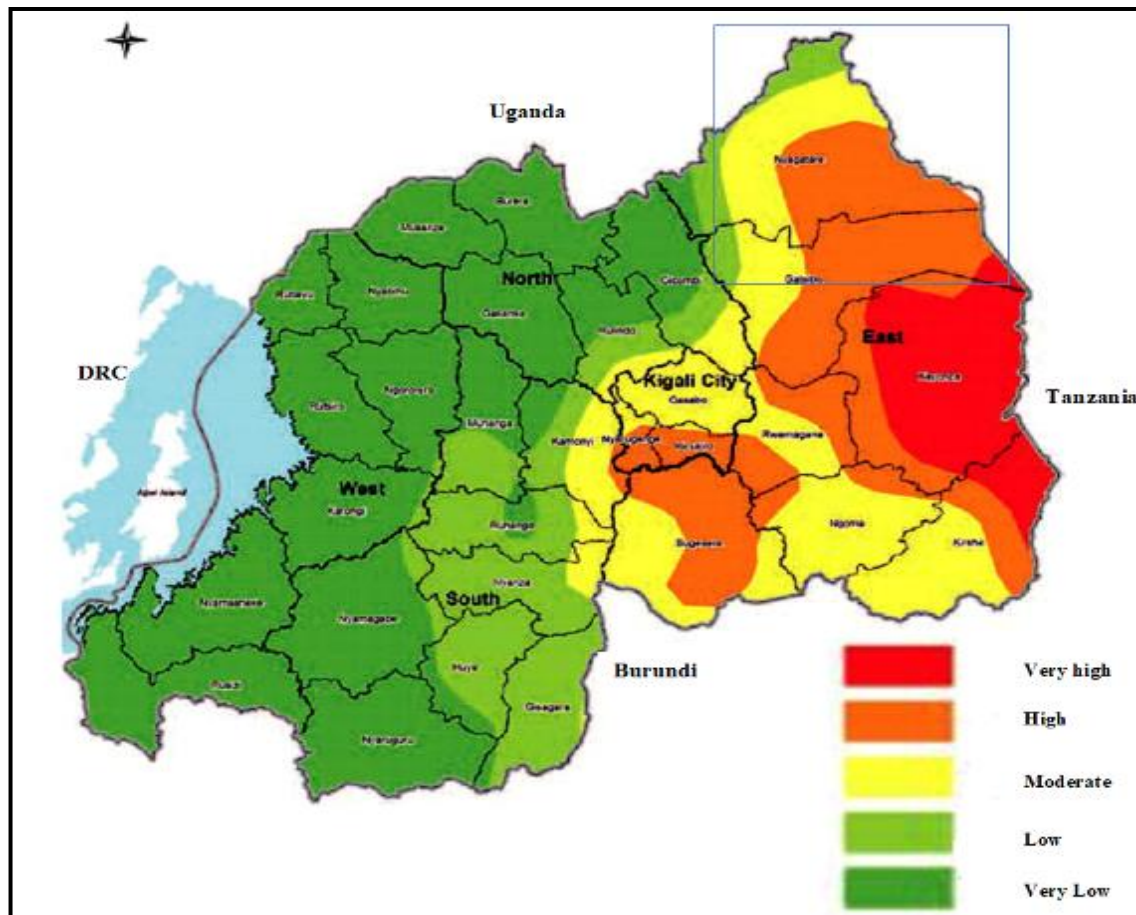 Uganda
Nyagatare
Burera
Musanze
Gatsibo
North
Gicumbi
Rubavu
Nyabihu
Gakenke
Rulindo
East
DRC
Kigali City
Kayonza
Tanzania
Rutsiro
Ngororero
Gasabo
Muhanga
Kamonyi
Rwamagana
Nyarugenge
Kicukiro
West
Karongi
Ruhango
Ngoma
Bugesera
Kirehe
Nyanza
South
Nyamasheke
Nyamagabe
Huye
Burundi
Very high
Rusizi
Gisagara
High
Nyaruguru
Moderate
Low
Very Low